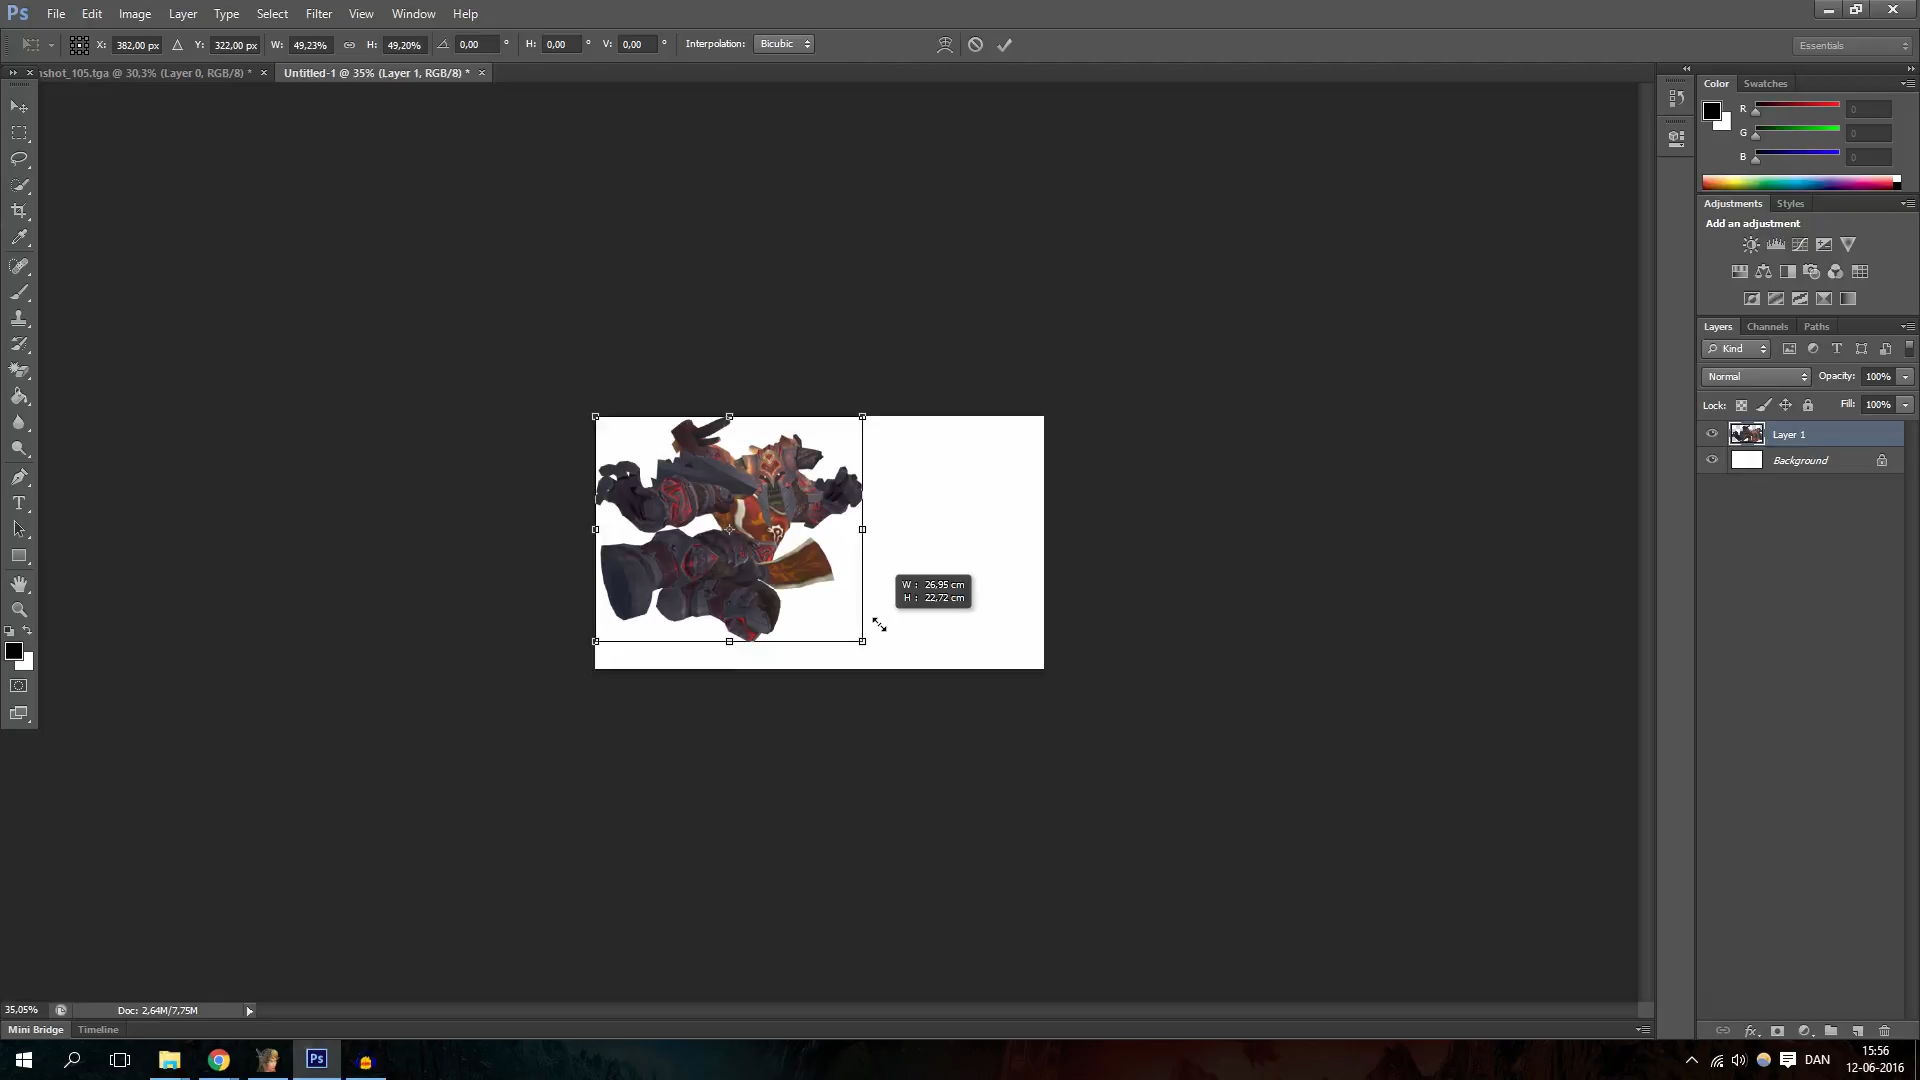 Ps File Edit Image Layer Type Select Filter View Window Help
X: 382,00 px Y: 322,00 px W: 49,23% H: 49,20% 0,00 ° H: 0,00 ° V: 0,00 ° Interpolation: Bicubic Essentials
shot_105.tga @ 30,3% (Layer 0, RGB/8) * × Untitled-1 @ 35% (Layer 1, RGB/8) * ×
Color Swatches
R 0
G 0
B 0
Adjustments Styles
Add an adjustment
Layers Channels Paths
Kind
Normal Opacity: 100%
Lock: Fill: 100%
Layer 1
Background
W : 26,95 cm
H : 22,72 cm
35,05% Doc: 2,64M/7,75M
Mini Bridge Timeline
Ps DAN 15:56
12-06-2016